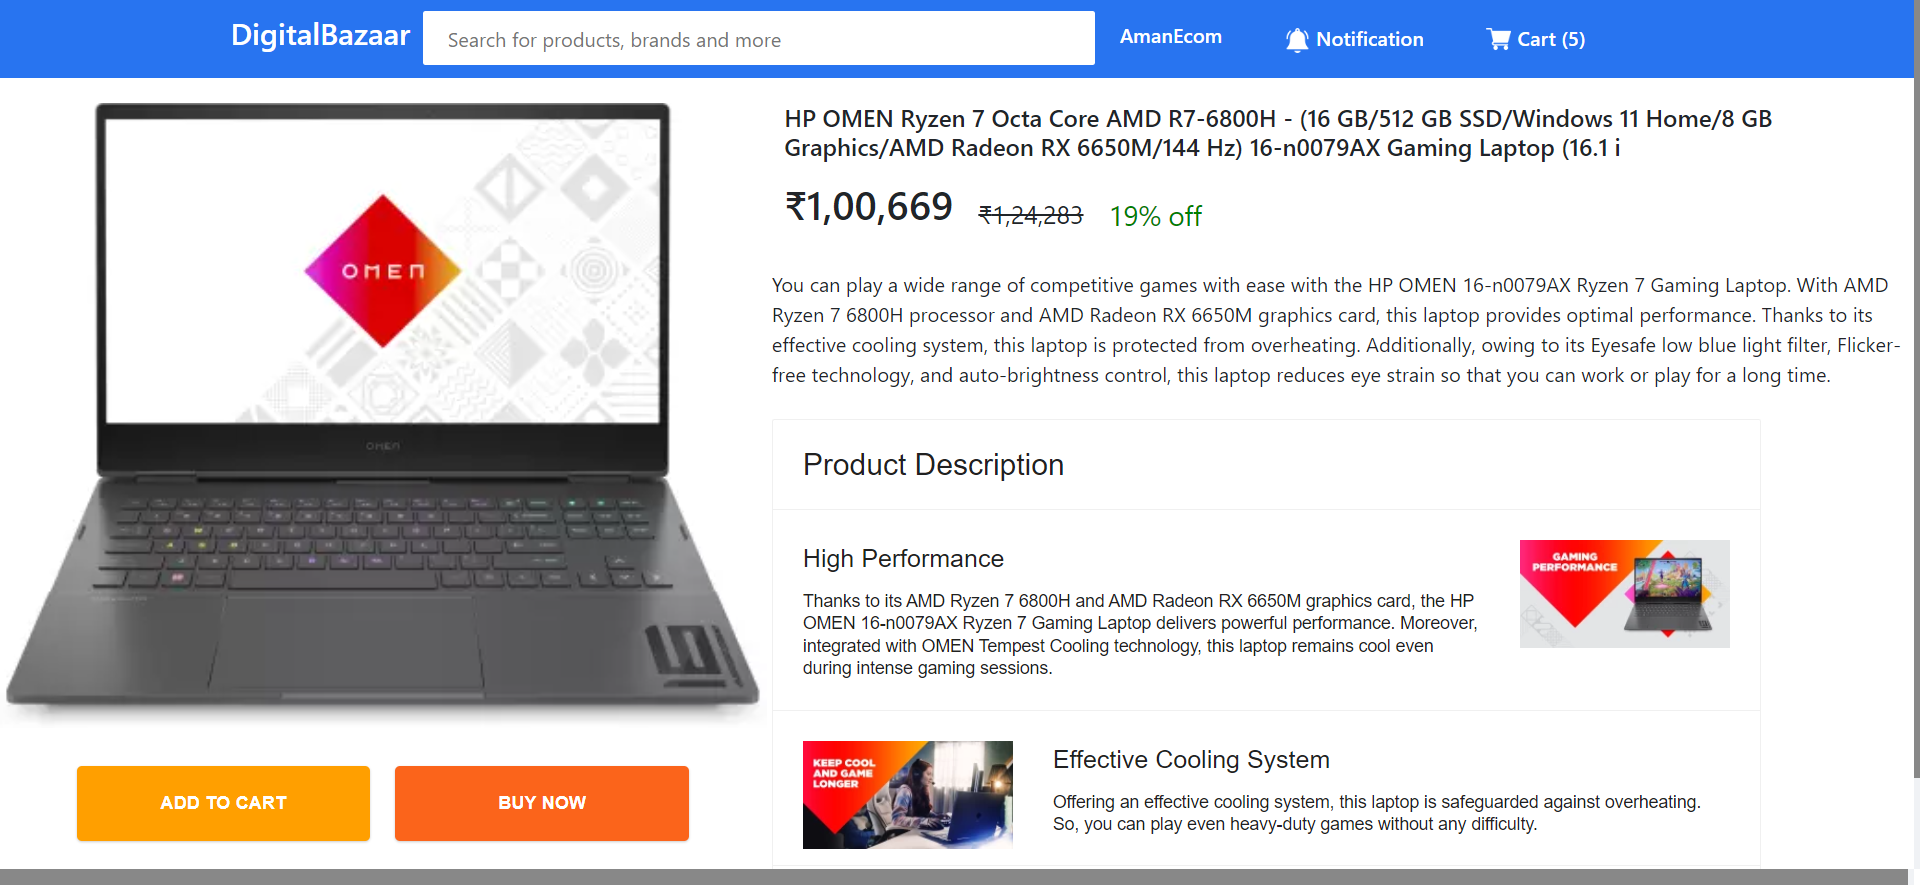 DigitalBazaar
Search for products, brands and more
AmanEcom
Notification
Cart (5)
OMEN
OMEN
ADD TO CART
BUY NOW
HP OMEN Ryzen 7 Octa Core AMD R7-6800H - (16 GB/512 GB SSD/Windows 11 Home/8 GB
Graphics/AMD Radeon RX 6650M/144 Hz) 16-n0079AX Gaming Laptop (16.1 i
₹1,00,669 ₹1,24,283 19% off
You can play a wide range of competitive games with ease with the HP OMEN 16-n0079AX Ryzen 7 Gaming Laptop. With AMD
Ryzen 7 6800H processor and AMD Radeon RX 6650M graphics card, this laptop provides optimal performance. Thanks to its
effective cooling system, this laptop is protected from overheating. Additionally, owing to its Eyesafe low blue light filter, Flicker-
free technology, and auto-brightness control, this laptop reduces eye strain so that you can work or play for a long time.
Product Description
High Performance
Thanks to its AMD Ryzen 7 6800H and AMD Radeon RX 6650M graphics card, the HP
OMEN 16-n0079AX Ryzen 7 Gaming Laptop delivers powerful performance. Moreover,
integrated with OMEN Tempest Cooling technology, this laptop remains cool even
during intense gaming sessions.
GAMING
PERFORMANCE
KEEP COOL
AND GAME
LONGER
Effective Cooling System
Offering an effective cooling system, this laptop is safeguarded against overheating.
So, you can play even heavy-duty games without any difficulty.